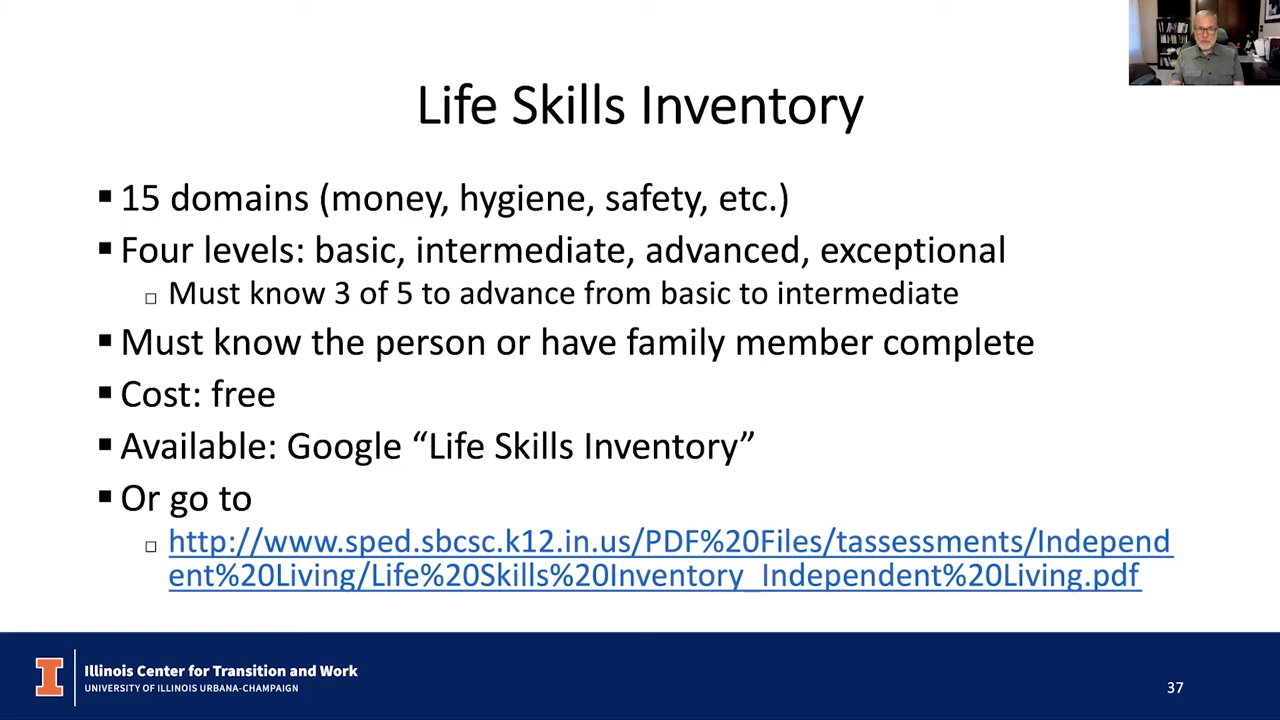 Life Skills Inventory
▪ 15 domains (money, hygiene, safety, etc.)
▪ Four levels: basic, intermediate, advanced, exceptional
□ Must know 3 of 5 to advance from basic to intermediate
▪ Must know the person or have family member complete
▪ Cost: free
▪ Available: Google “Life Skills Inventory”
▪ Or go to
□ http://www.sped.sbcsc.k12.in.us/PDF%20Files/tassessments/Independ
ent%20Living/Life%20Skills%20Inventory_Independent%20Living.pdf
I
Illinois Center for Transition and Work
UNIVERSITY OF ILLINOIS URBANA-CHAMPAIGN
37